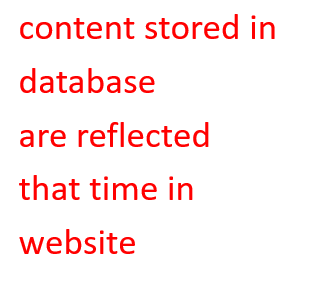 content stored in
database
are reflected
that time in
website